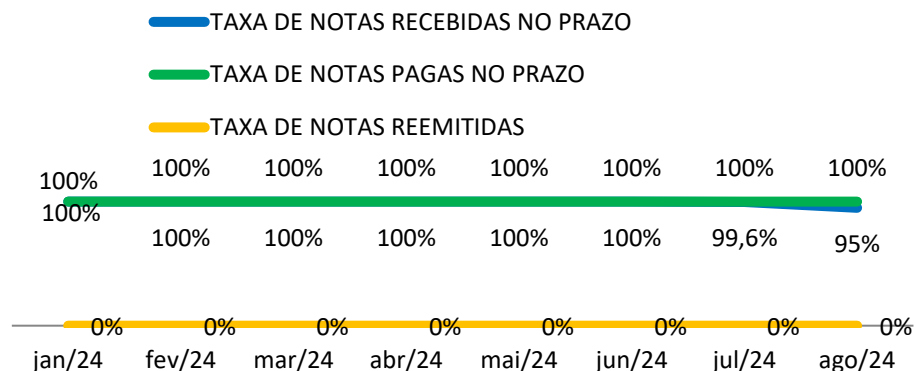 TAXA DE NOTAS RECEBIDAS NO PRAZO
TAXA DE NOTAS PAGAS NO PRAZO
TAXA DE NOTAS REEMITIDAS
100% 100% 100% 100% 100% 100% 100% 100%
100% 100% 100% 100% 100% 100% 99,6% 95%
0% 0% 0% 0% 0% 0% 0% 0%
jan/24 fev/24 mar/24 abr/24 mai/24 jun/24 jul/24 ago/24